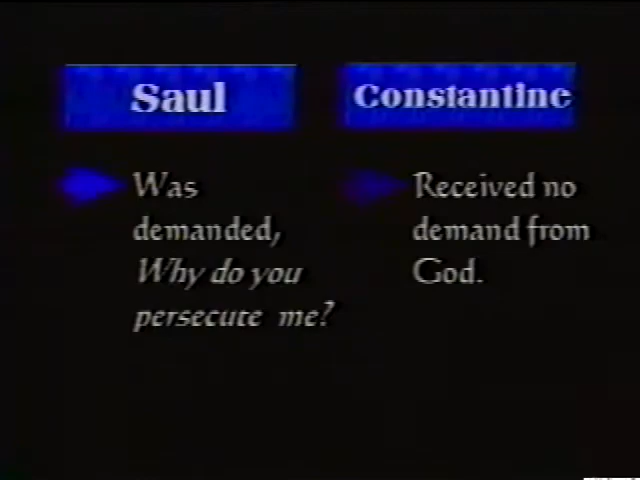 Saul
Constantine
Was
demanded,
Why do you
persecute me?
Received no
demand from
God.